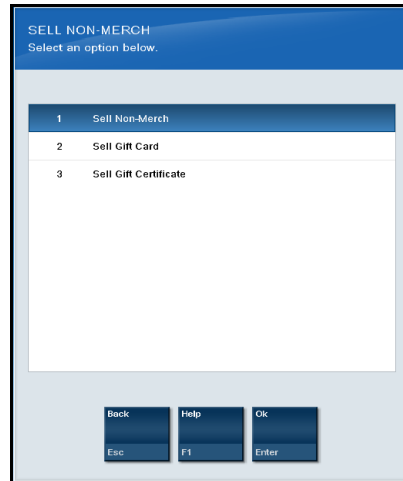 SELL NON-MERCH
Select an option below.
1 Sell Non-Merch
2 Sell Gift Card
3 Sell Gift Certificate
Back Help Ok
Esc F1 Enter